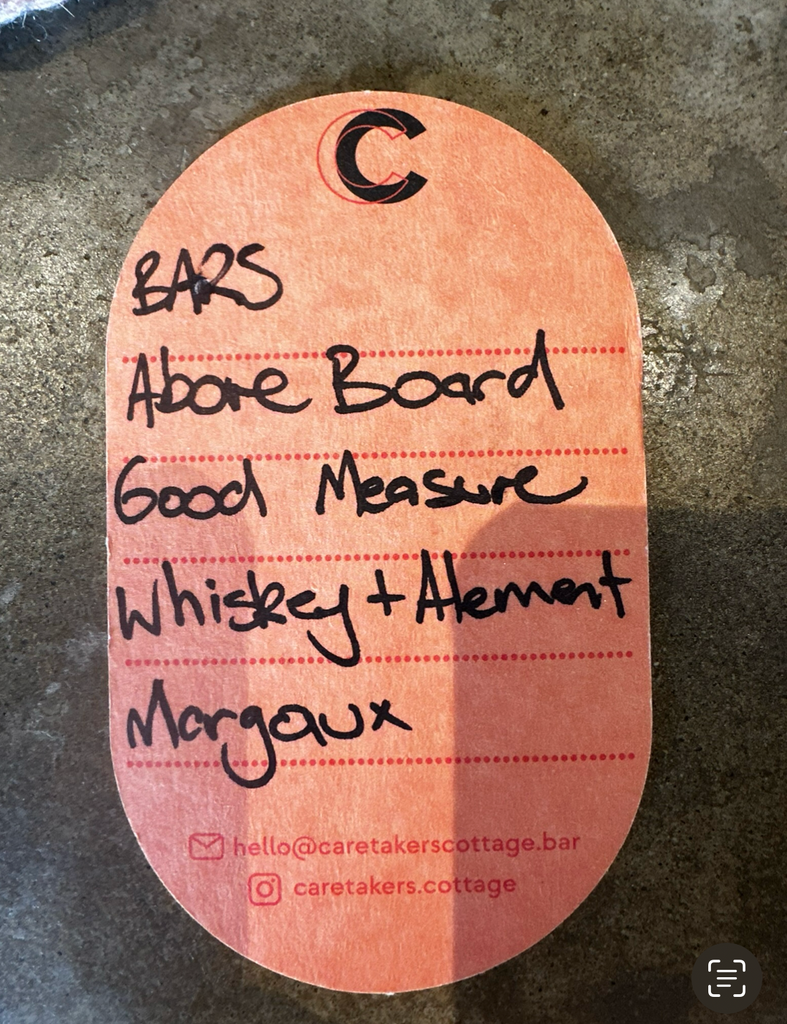 C
BARS
Above Board
Good Measure
Whiskey + Alement
Margaux
hello@caretakerscottage.bar
caretakers.cottage